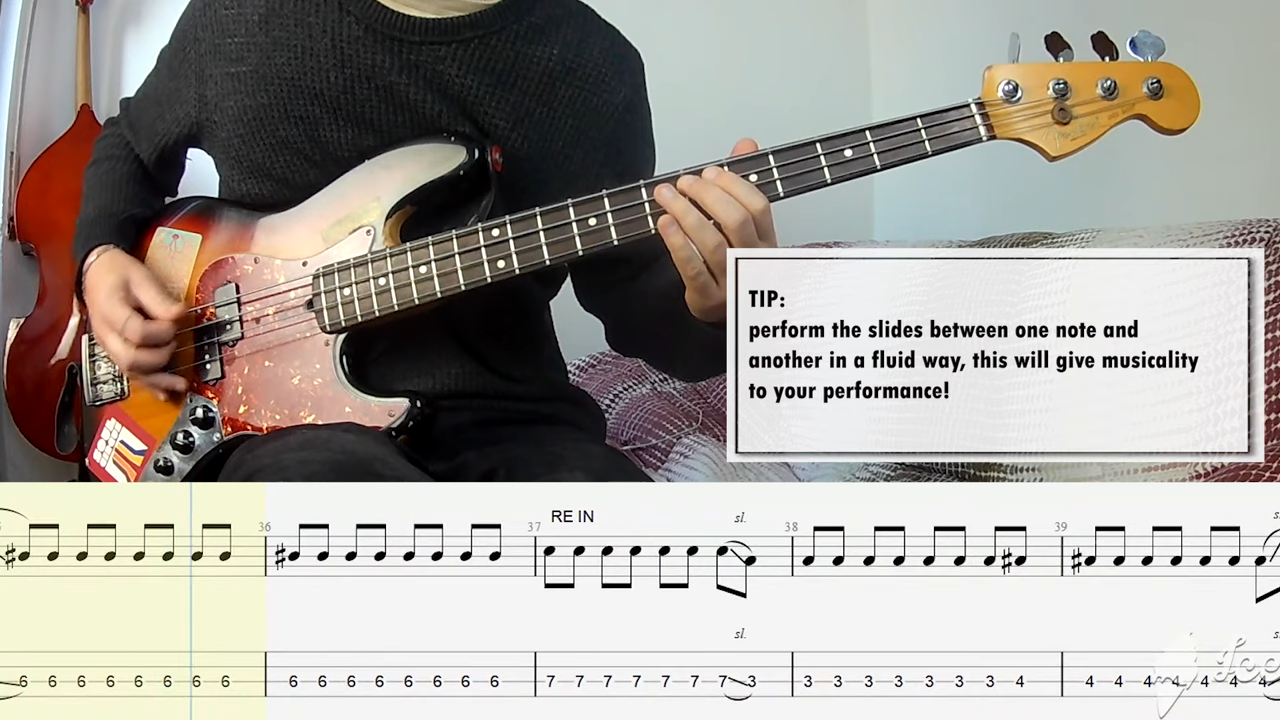 TIP:
perform the slides between one note and
another in a fluid way, this will give musicality
to your performance!
36
37
RE IN
sl.
38
39
sl.
6 6 6 6 6 6 6 6
6 6 6 6 6 6 6 6
7 7 7 7 7 7 7 3
3 3 3 3 3 3 3 4
4 4 4 4 4 4 4